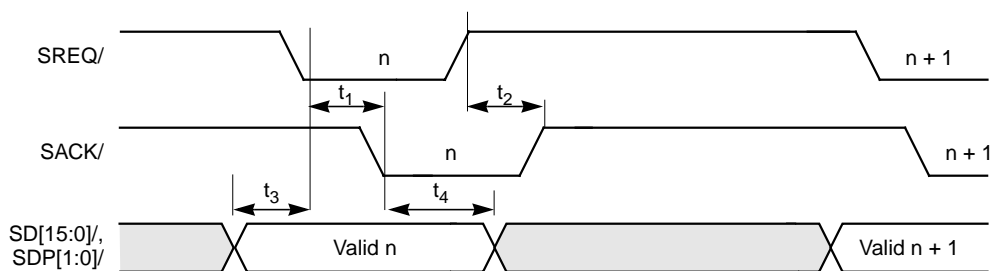 SREQ/
n
n + 1
t1
t2
SACK/
n
n + 1
t3
t4
SD[15:0]/,
SDP[1:0]/
Valid n
Valid n + 1